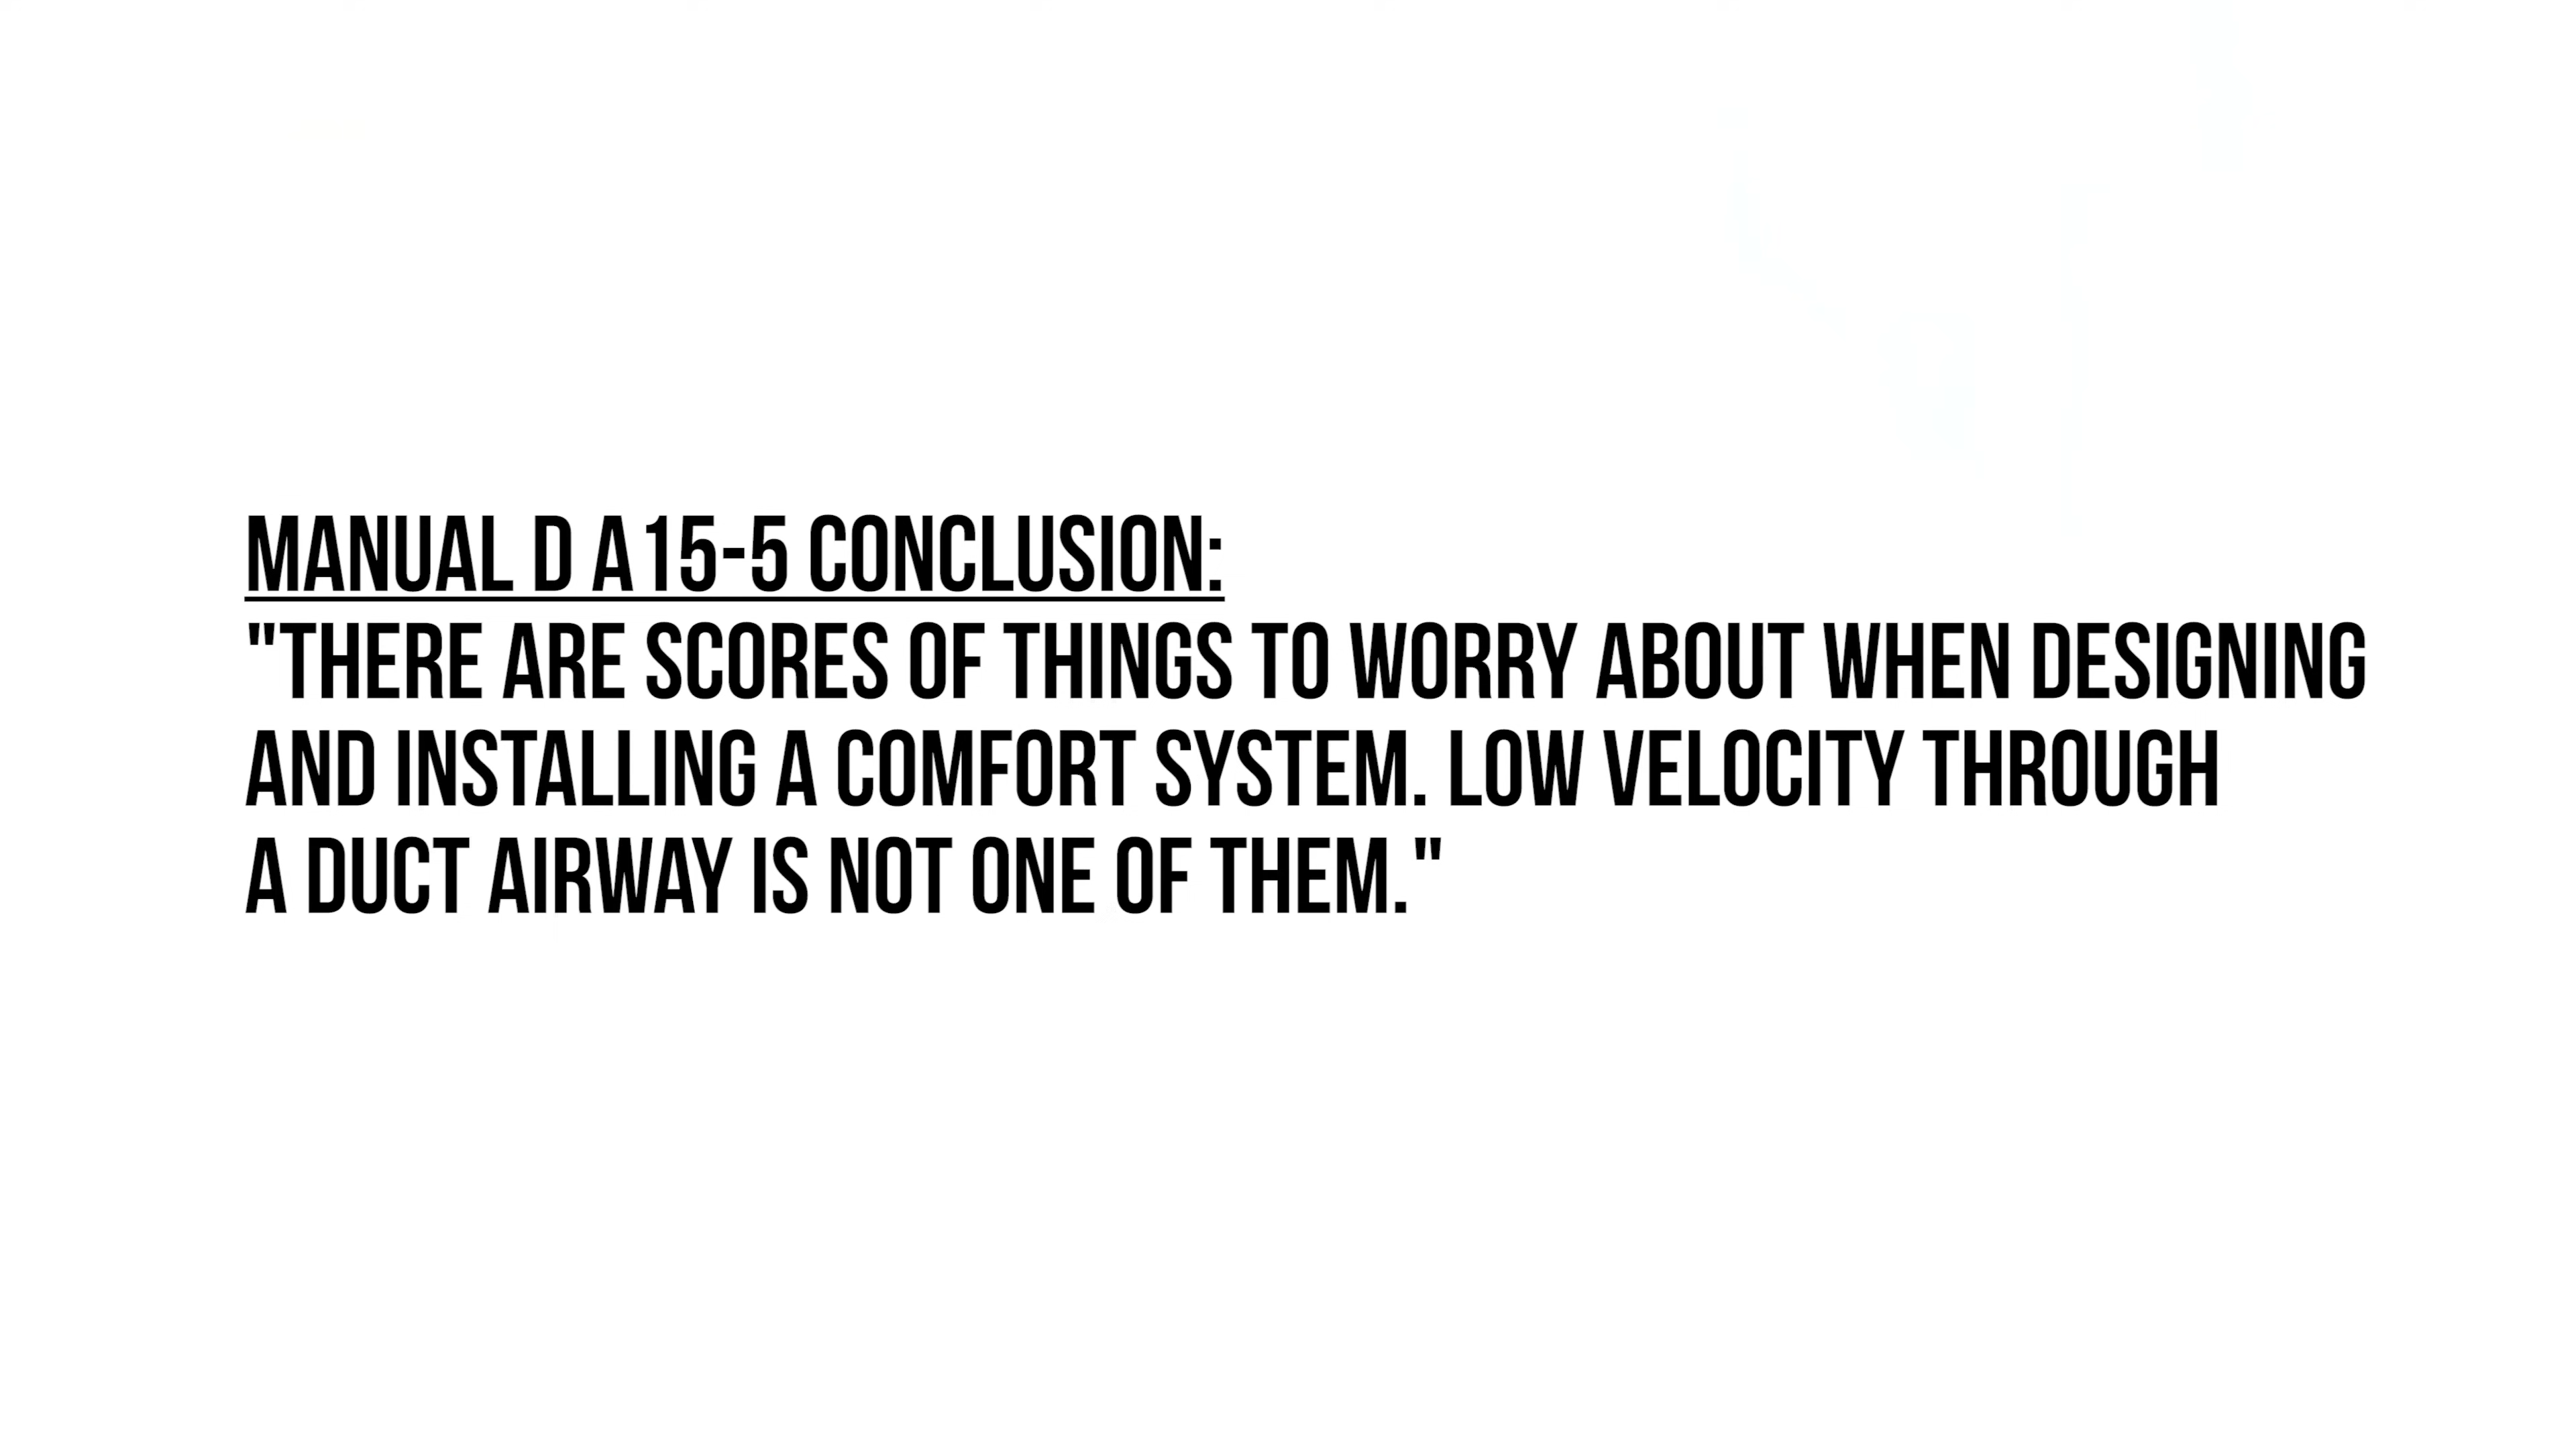 MANUAL D A15-5 CONCLUSION:
"THERE ARE SCORES OF THINGS TO WORRY ABOUT WHEN DESIGNING
AND INSTALLING A COMFORT SYSTEM. LOW VELOCITY THROUGH
A DUCT AIRWAY IS NOT ONE OF THEM."